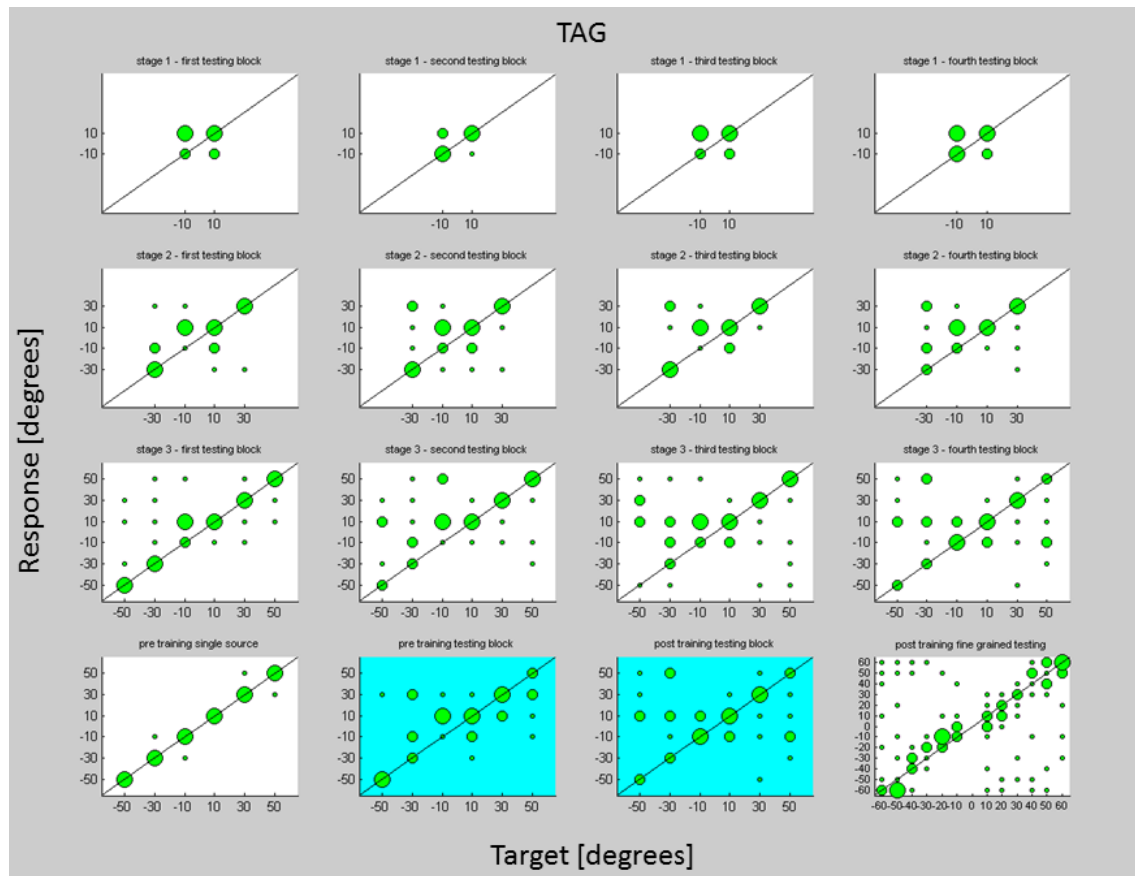 TAG
stage 1 - first testing block
stage 1 - second testing block
stage 1 - third testing block
stage 1 - fourth testing block
10
-10
-10 10
10
-10
-10 10
10
-10
-10 10
10
-10
-10 10
stage 2 - first testing block
stage 2 - second testing block
stage 2 - third testing block
stage 2 - fourth testing block
30
10
-10
-30
-30 -10 10 30
30
10
-10
-30
-30 -10 10 30
30
10
-10
-30
-30 -10 10 30
30
10
-10
-30
-30 -10 10 30
Response [degrees]
stage 3 - first testing block
stage 3 - second testing block
stage 3 - third testing block
stage 3 - fourth testing block
50
30
10
-10
-30
-50
-50 -30 -10 10 30 50
50
30
10
-10
-30
-50
-50 -30 -10 10 30 50
50
30
10
-10
-30
-50
-50 -30 -10 10 30 50
50
30
10
-10
-30
-50
-50 -30 -10 10 30 50
pre training single source
pre training testing block
post training testing block
post training fine grained testing
50
30
10
-10
-30
-50
-50 -30 -10 10 30 50
50
30
10
-10
-30
-50
-50 -30 -10 10 30 50
50
30
10
-10
-30
-50
-50 -30 -10 10 30 50
60
50
40
30
20
10
0
-10
-20
-30
-40
-50
-60
-60 -50 -40 -30 -20 -10 0 10 20 30 40 50 60
Target [degrees]